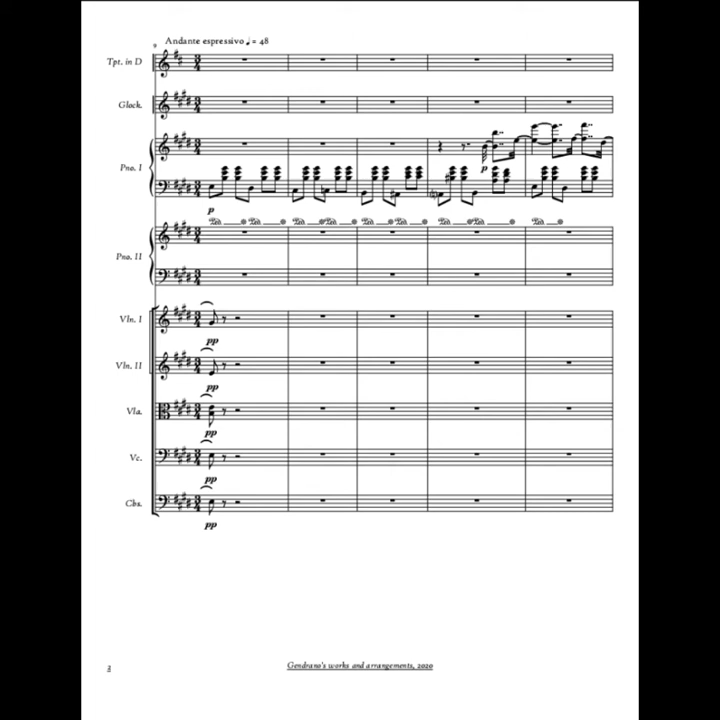 Andante espressivo ♩= 48
9
Tpt. in D
Glock.
Pno. I
p
p
Pno. II
Vln. I
pp
Vln. II
pp
Vla.
pp
Vc.
pp
Cbs.
pp
Gendrano's works and arrangements, 2020